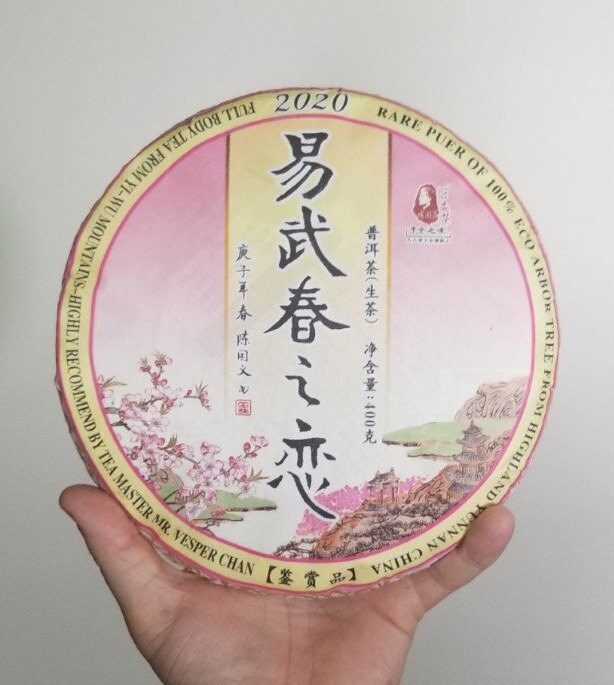 2020
RARE PUER OF 100% ECO ARBOR TREE FROM HIGHLAND YUNNAN CHINA
FULL BODY TEA FROM YI-WU MOUNTAINS-HIGHLY RECOMMEND BY TEA MASTER MR. VESPER CHAN
易武春之恋
普洱茶(生茶) 净含量:400克
庚子年春 陈国义
【鉴赏品】